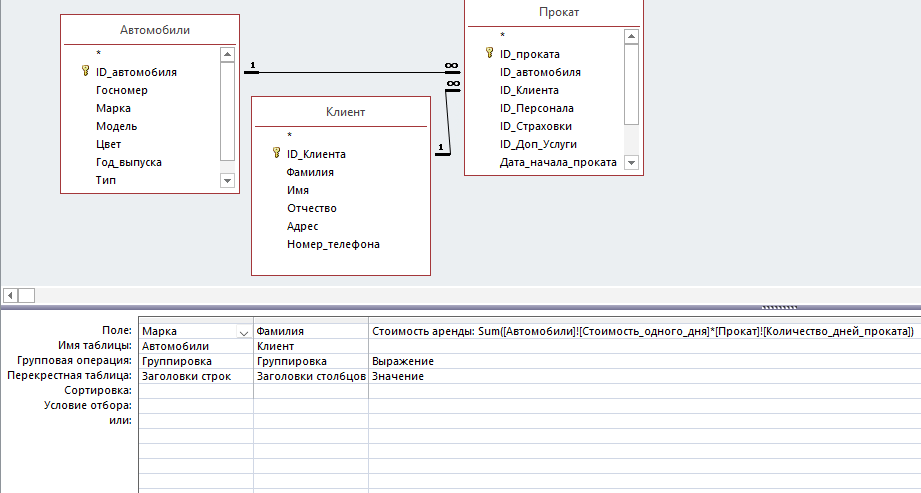 Автомобили
*
ID_автомобиля
Госномер
Марка
Модель
Цвет
Год_выпуска
Тип
1
∞
∞
1
Клиент
*
ID_Клиента
Фамилия
Имя
Отчество
Адрес
Номер_телефона
Прокат
*
ID_проката
ID_автомобиля
ID_Клиента
ID_Персонала
ID_Страховки
ID_Доп_Услуги
Дата_начала_проката
Поле: Марка Фамилия Стоимость аренды: Sum([Автомобили]![Стоимость_одного_дня]*[Прокат]![Количество_дней_проката])
Имя таблицы: Автомобили Клиент
Групповая операция: Группировка Группировка Выражение
Перекрестная таблица: Заголовки строк Заголовки столбцов Значение
Сортировка:
Условие отбора:
или: